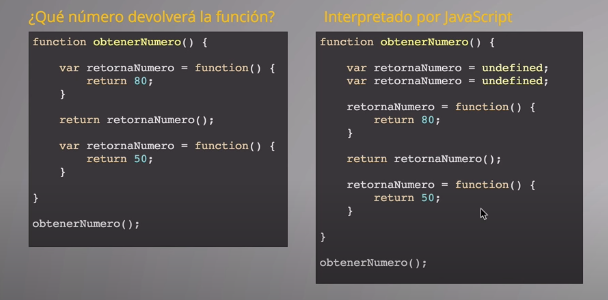 ¿Qué número devolverá la función?
function obtenerNumero() {
var retornaNumero = function() {
return 80;
}
return retornaNumero();
var retornaNumero = function() {
return 50;
}
}
obtenerNumero();
Interpretado por JavaScript
function obtenerNumero() {
var retornaNumero = undefined;
var retornaNumero = undefined;
retornaNumero = function() {
return 80;
}
return retornaNumero();
retornaNumero = function() {
return 50;
}
}
obtenerNumero();